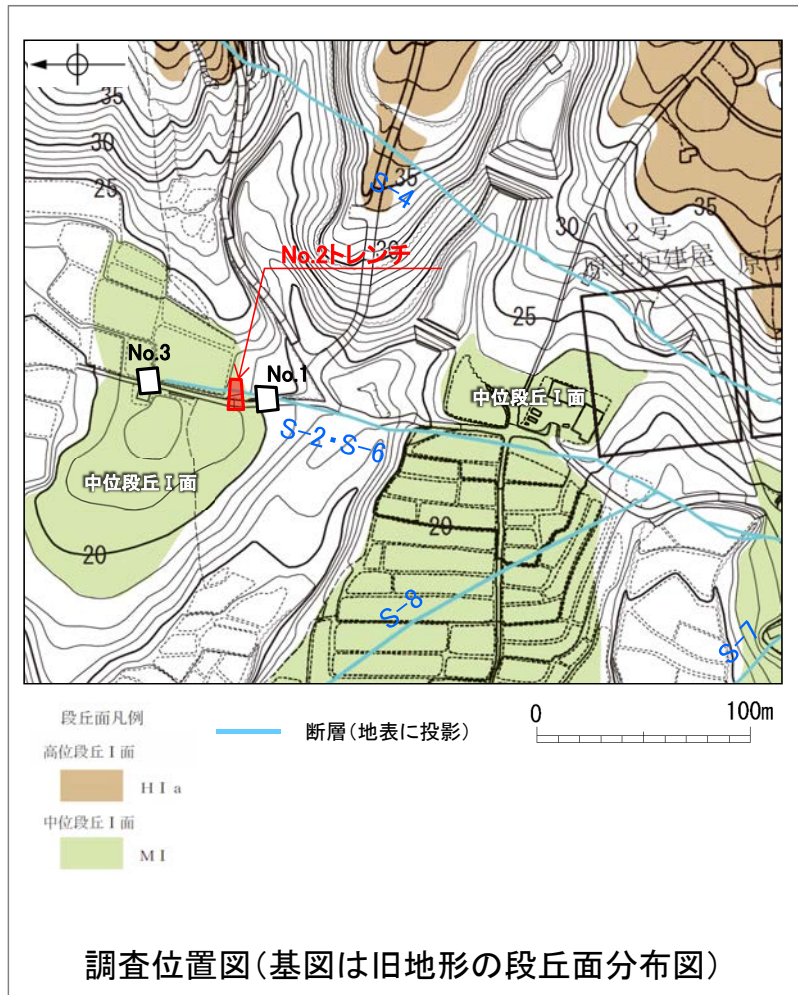 35
30
25
S-4
35
30
2号
原子炉建屋
原子
35
No.2トレンチ
25
No.3
No.1
中位段丘Ⅰ面
S-2・S-6
中位段丘Ⅰ面
20
20
S-8
S-7
段丘面凡例
高位段丘Ⅰ面
HⅠa
中位段丘Ⅰ面
MⅠ
断層(地表に投影)
0 100m
調査位置図(基図は旧地形の段丘面分布図)